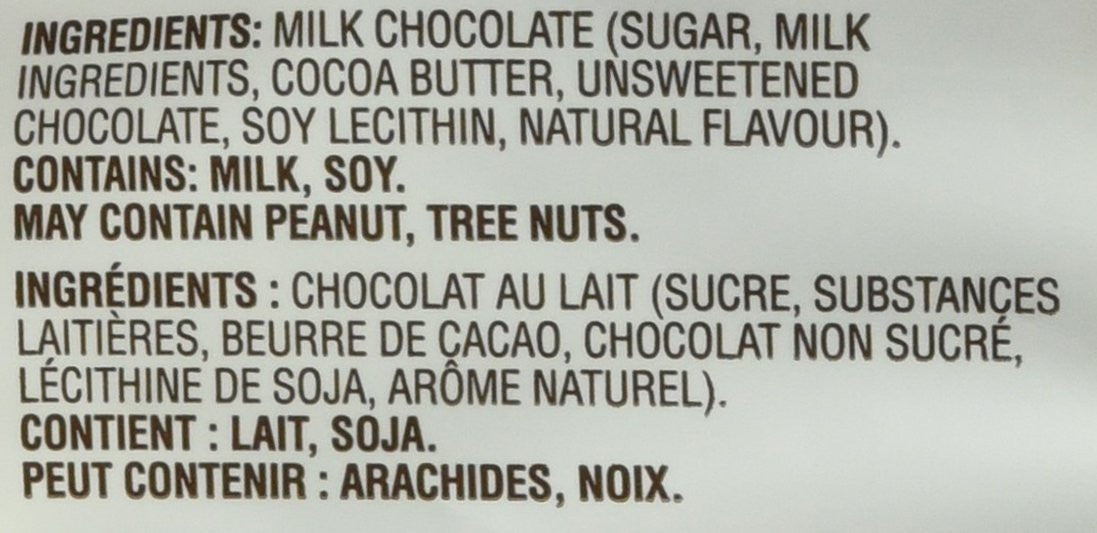 INGREDIENTS: MILK CHOCOLATE (SUGAR, MILK
INGREDIENTS, COCOA BUTTER, UNSWEETENED
CHOCOLATE, SOY LECITHIN, NATURAL FLAVOUR).
CONTAINS: MILK, SOY.
MAY CONTAIN PEANUT, TREE NUTS.
INGRÉDIENTS : CHOCOLAT AU LAIT (SUCRE, SUBSTANCES
LAITIÈRES, BEURRE DE CACAO, CHOCOLAT NON SUCRÉ,
LÉCITHINE DE SOJA, ARÔME NATUREL).
CONTIENT : LAIT, SOJA.
PEUT CONTENIR : ARACHIDES, NOIX.